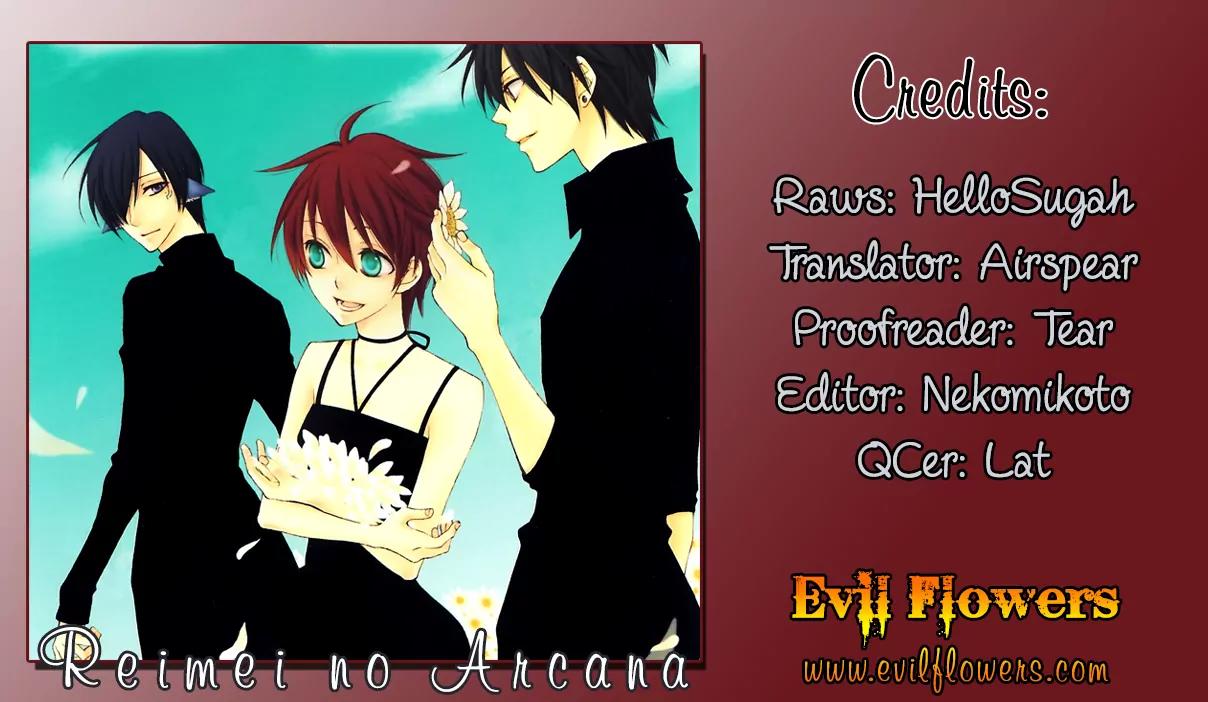 Credits:
Raws: HelloSugah
Translator: Airspear
Proofreader: Tear
Editor: Nekomikoto
QCer: Lat
Evil Flowers
www.evilflowers.com
Reimei no Arcana